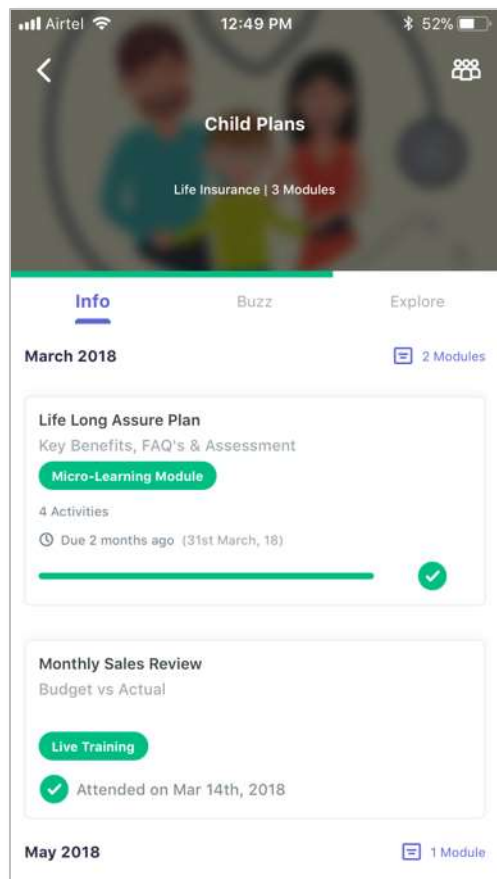 Airtel 12:49 PM 52%
Child Plans
Life Insurance | 3 Modules
Info Buzz Explore
March 2018 2 Modules
Life Long Assure Plan
Key Benefits, FAQ's & Assessment
Micro-Learning Module
4 Activities
Due 2 months ago (31st March, 18)
Monthly Sales Review
Budget vs Actual
Live Training
Attended on Mar 14th, 2018
May 2018 1 Module